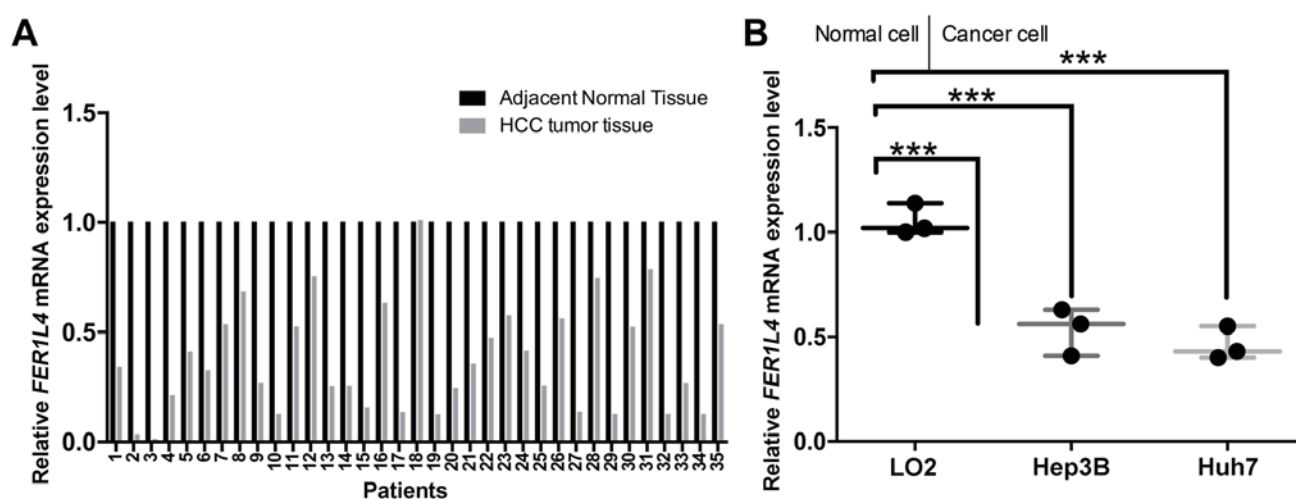 A
Relative FER1L4 mRNA expression level
Adjacent Normal Tissue
HCC tumor tissue
1.5
1.0
0.5
0.0
1 2 3 4 5 6 7 8 9 10 11 12 13 14 15 16 17 18 19 20 21 22 23 24 25 26 27 28 29 30 31 32 33 34 35
Patients
B
Normal cell | Cancer cell
Relative FER1L4 mRNA expression level
***
***
***
1.5
1.0
0.5
0.0
LO2 Hep3B Huh7